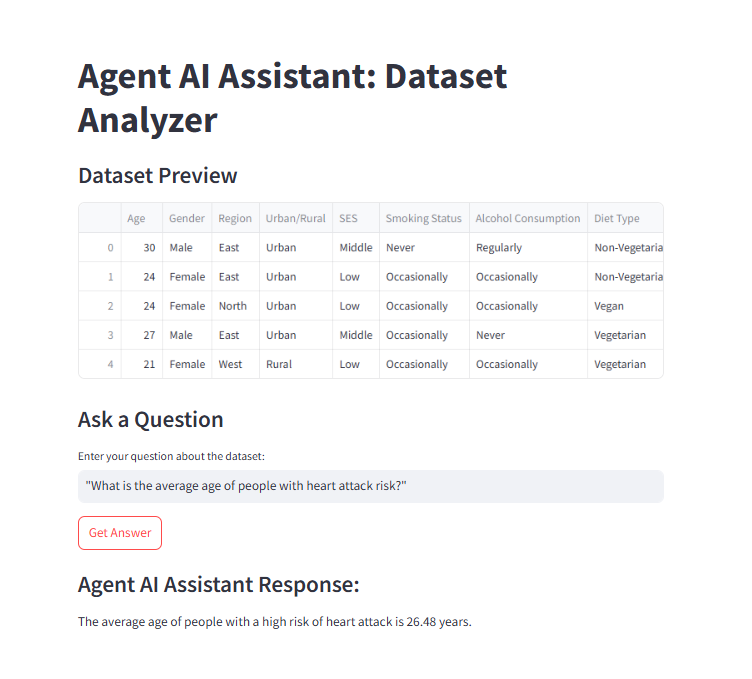 Agent AI Assistant: Dataset
Analyzer
Dataset Preview
Age Gender Region Urban/Rural SES Smoking Status Alcohol Consumption Diet Type
0 30 Male East Urban Middle Never Regularly Non-Vegetaria
1 24 Female East Urban Low Occasionally Occasionally Non-Vegetaria
2 24 Female North Urban Low Occasionally Occasionally Vegan
3 27 Male East Urban Middle Occasionally Never Vegetarian
4 21 Female West Rural Low Occasionally Occasionally Vegetarian
Ask a Question
Enter your question about the dataset:
"What is the average age of people with heart attack risk?"
Get Answer
Agent AI Assistant Response:
The average age of people with a high risk of heart attack is 26.48 years.